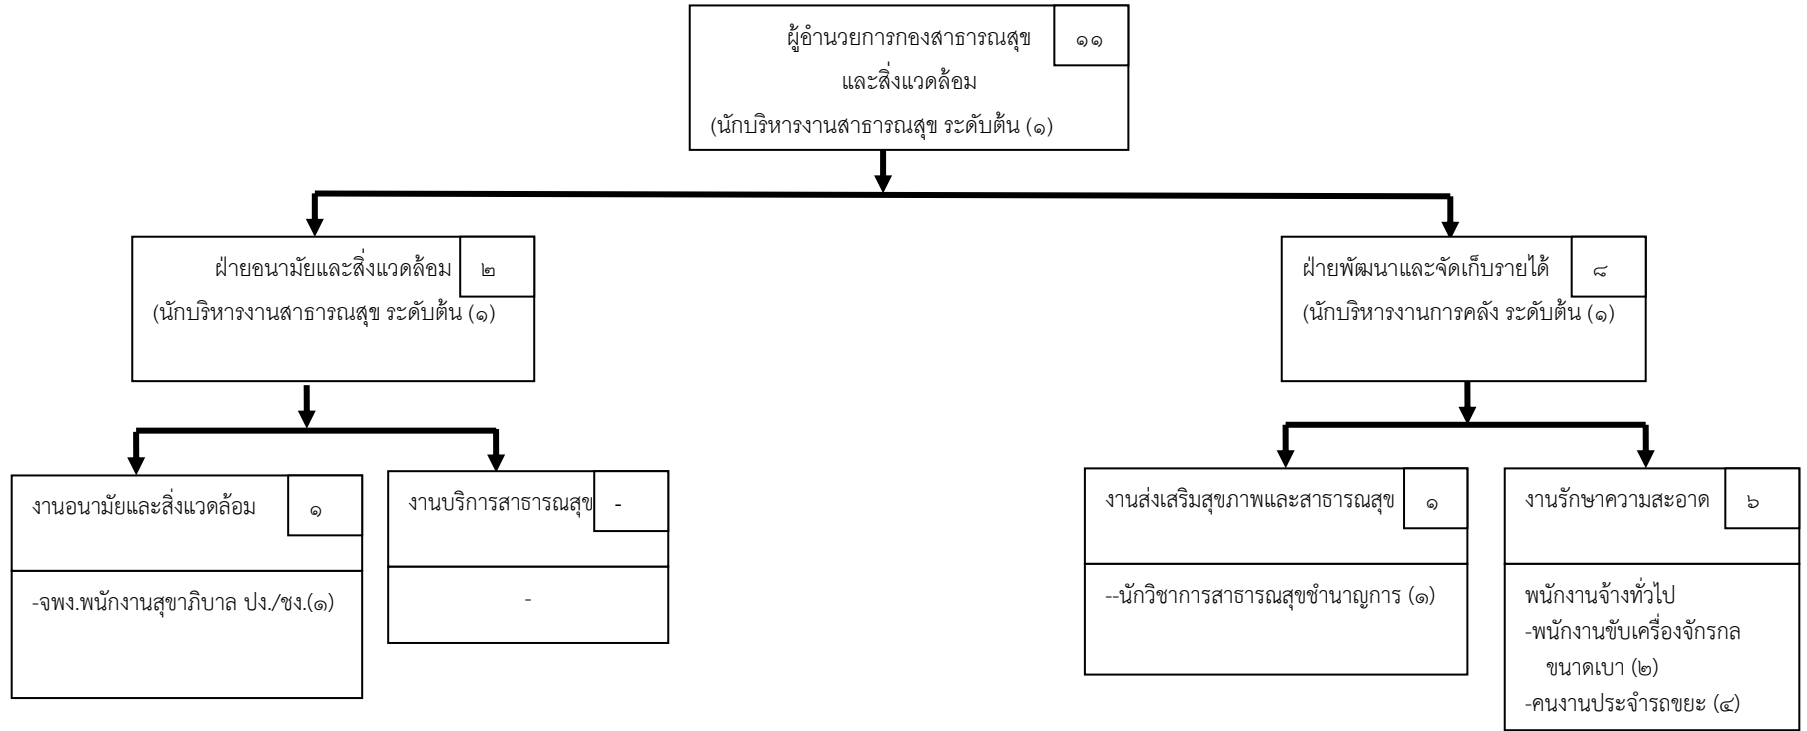 ผู้อำนวยการกองสาธารณสุข ๑๑
และสิ่งแวดล้อม
(นักบริหารงานสาธารณสุข ระดับต้น (๑)
ฝ่ายอนามัยและสิ่งแวดล้อม ๒
(นักบริหารงานสาธารณสุข ระดับต้น (๑)
ฝ่ายพัฒนาและจัดเก็บรายได้ ๘
(นักบริหารงานการคลัง ระดับต้น (๑)
งานอนามัยและสิ่งแวดล้อม ๑
-จพง.พนักงานสุขาภิบาล ปง./ชง.(๑)
งานบริการสาธารณสุข -
-
งานส่งเสริมสุขภาพและสาธารณสุข ๑
--นักวิชาการสาธารณสุขชำนาญการ (๑)
งานรักษาความสะอาด ๖
พนักงานจ้างทั่วไป
-พนักงานขับเครื่องจักรกล
ขนาดเบา (๒)
-คนงานประจำรถขยะ (๔)